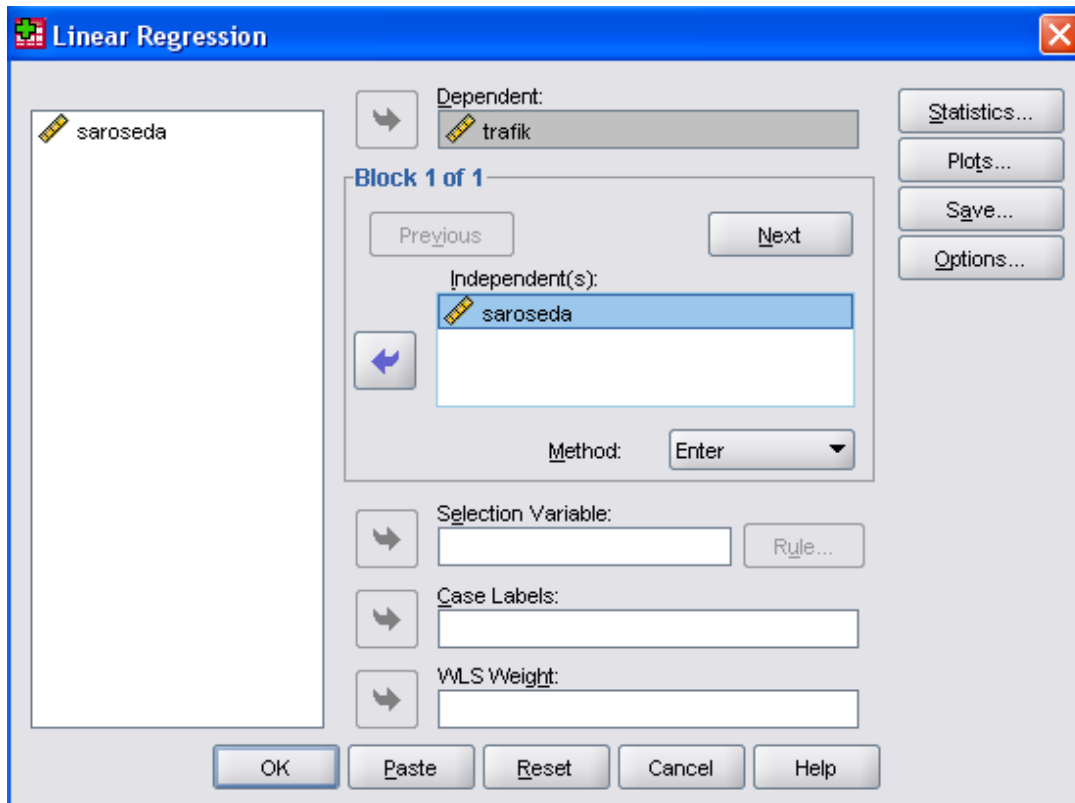 Linear Regression
saroseda
Dependent:
trafik
Statistics...
Plots...
Save...
Options...
Block 1 of 1
Previous
Next
Independent(s):
saroseda
Method:
Enter
Selection Variable:
Rule...
Case Labels:
WLS Weight:
OK
Paste
Reset
Cancel
Help